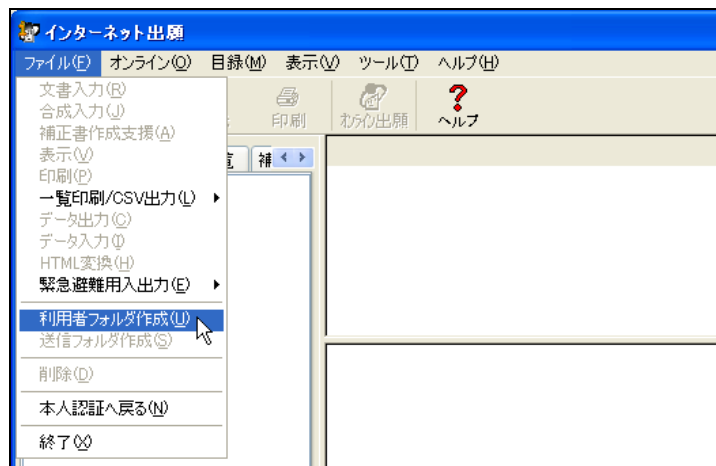 インターネット出願
ファイル(F) オンライン(O) 目録(M) 表示(V) ツール(T) ヘルプ(H)
文書入力(R)
合成入力(J)
補正書作成支援(A)
表示(V)
印刷(P)
一覧印刷/CSV出力(L)
データ出力(C)
データ入力(I)
HTML変換(H)
緊急避難用入出力(E)
利用者フォルダ作成(U)
送信フォルダ作成(S)
削除(D)
本人認証へ戻る(N)
終了(X)
印刷 オンライン出願 ヘルプ
覧 補